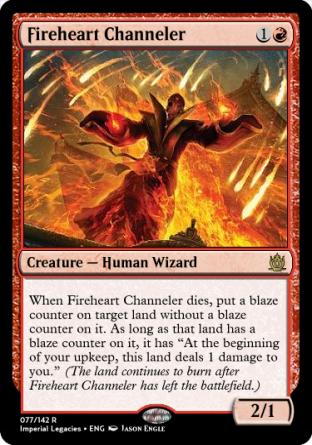 Fireheart Channeler 1
Creature — Human Wizard
When Fireheart Channeler dies, put a blaze
counter on target land without a blaze
counter on it. As long as that land has a
blaze counter on it, it has “At the beginning
of your upkeep, this land deals 1 damage to
you.” (The land continues to burn after
Fireheart Channeler has left the battlefield.)
2/1
077/142 R
Imperial Legacies • ENG JASON ENGLE